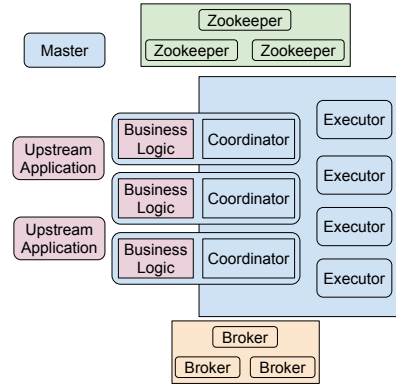 Zookeeper
Master
Zookeeper Zookeeper
Executor
Business
Logic
Coordinator
Upstream
Application
Executor
Business
Logic
Coordinator
Executor
Upstream
Application
Business
Logic
Coordinator
Executor
Broker
Broker Broker